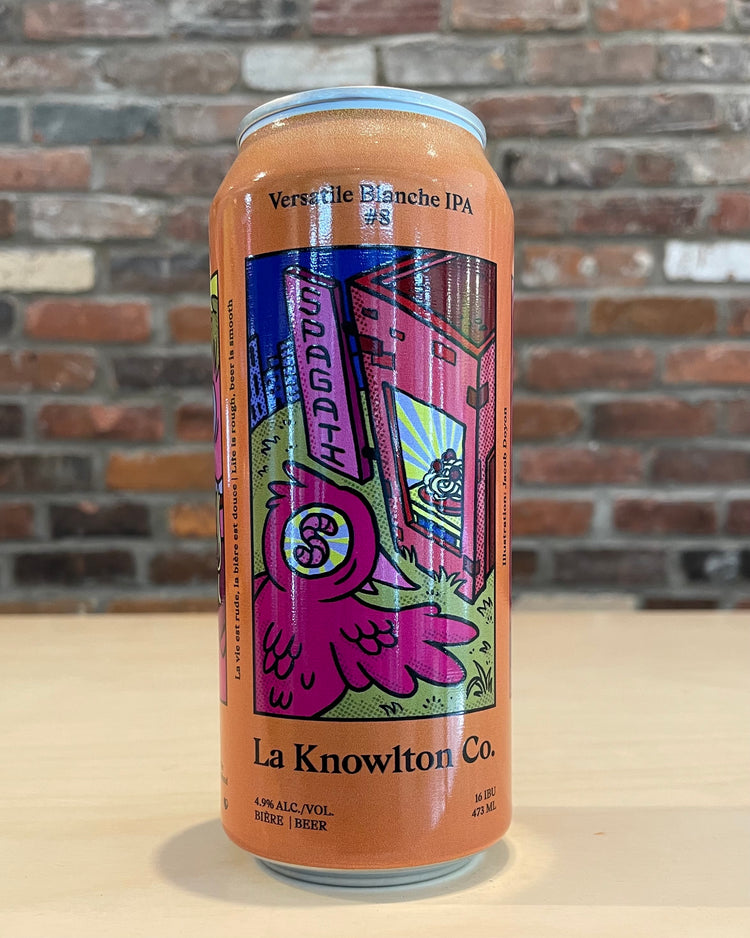 Versatile Blanche IPA
#8
SPAGATH
La vie est rude, la bière est douce | Life is rough, beer is smooth
Illustration: Jacob Doyon
La Knowlton Co.
4.9% ALC./VOL.
BIÈRE | BEER
16 IBU
473 ML